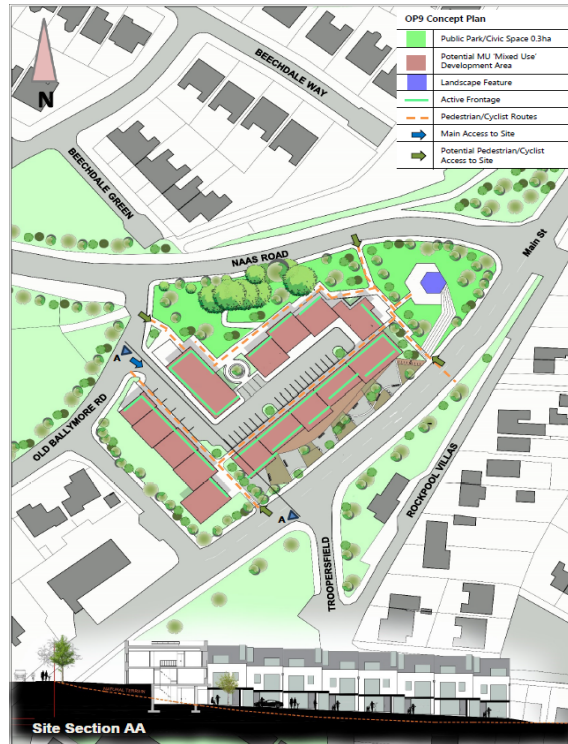 OP9 Concept Plan
Public Park/Civic Space 0.3ha
Potential MU 'Mixed Use'
Development Area
Landscape Feature
Active Frontage
Pedestrian/Cyclist Routes
Main Access to Site
Potential Pedestrian/Cyclist
Access to Site
N
BEECHDALE WAY
BEECHDALE GREEN
Main St
NAAS ROAD
A
OLD BALLYMORE RD
ROCKPOOL VILLAS
A
TROOPERSFIELD
NATURAL TERRAIN
Site Section AA